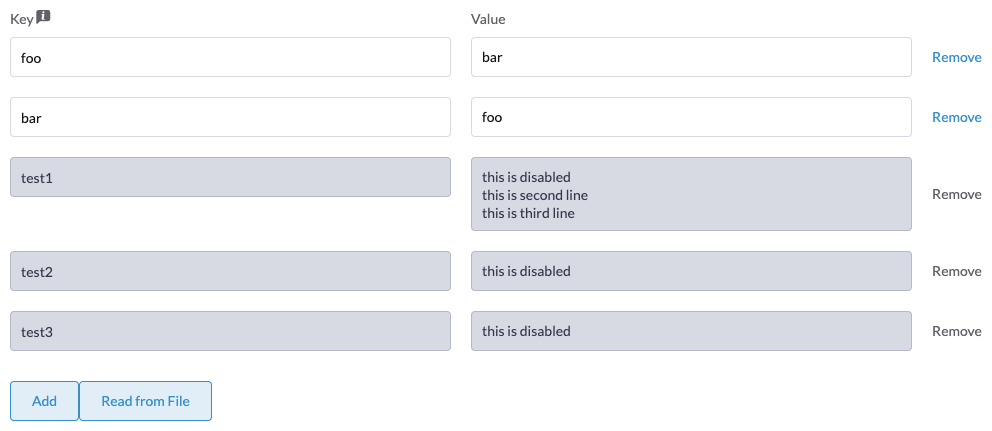 Key Value
foo bar Remove
bar foo Remove
test1 this is disabled
this is second line
Remove
this is third line
test2 this is disabled Remove
test3 this is disabled Remove
Add Read from File